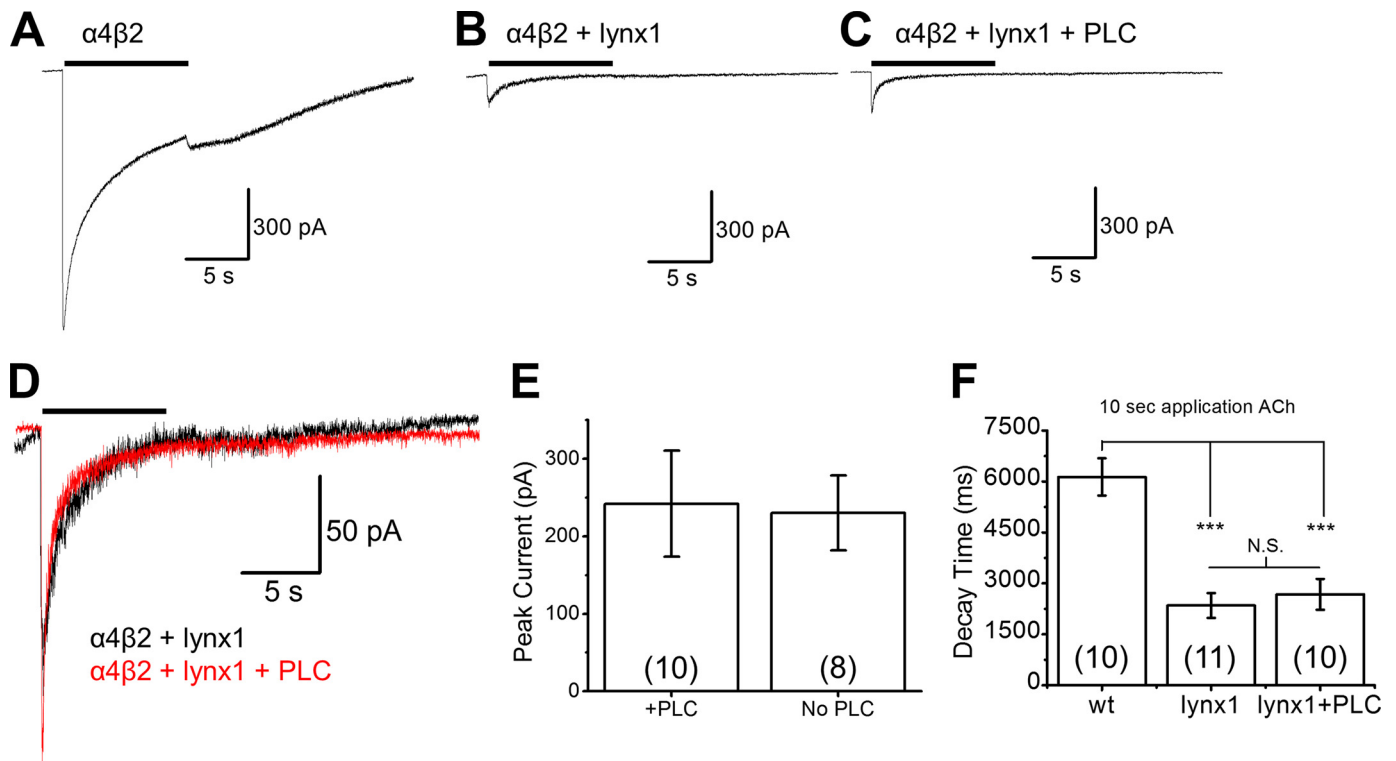 A
α4β2
300 pA
5 s
B
α4β2 + lynx1
300 pA
5 s
C
α4β2 + lynx1 + PLC
300 pA
5 s
D
50 pA
5 s
α4β2 + lynx1
α4β2 + lynx1 + PLC
E
Peak Current (pA)
300
200
100
0
(10)
(8)
+PLC
No PLC
F
10 sec application ACh
Decay Time (ms)
7500
6000
4500
3000
1500
0
***
***
N.S.
(10)
(11)
(10)
wt
lynx1
lynx1+PLC